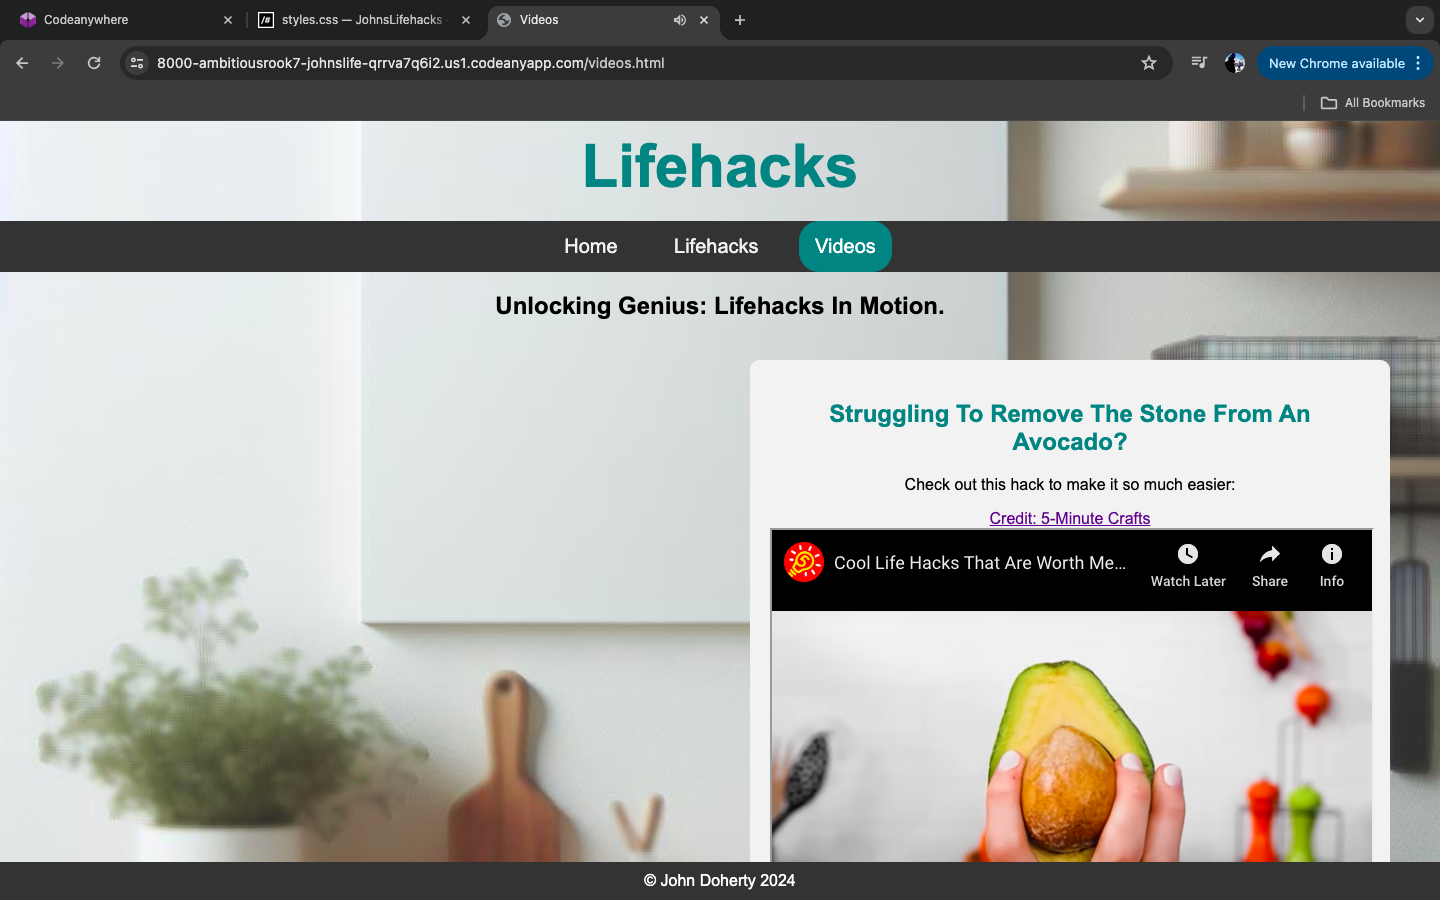 Codeanywhere
styles.css — JohnsLifehacks
Videos
8000-ambitiousrook7-johnslife-qrrva7q6i2.us1.codeanyapp.com/videos.html
New Chrome available
All Bookmarks
Lifehacks
Home Lifehacks Videos
Unlocking Genius: Lifehacks In Motion.
Struggling To Remove The Stone From An
Avocado?
Check out this hack to make it so much easier:
Credit: 5-Minute Crafts
Cool Life Hacks That Are Worth Me...
Watch Later Share Info
© John Doherty 2024